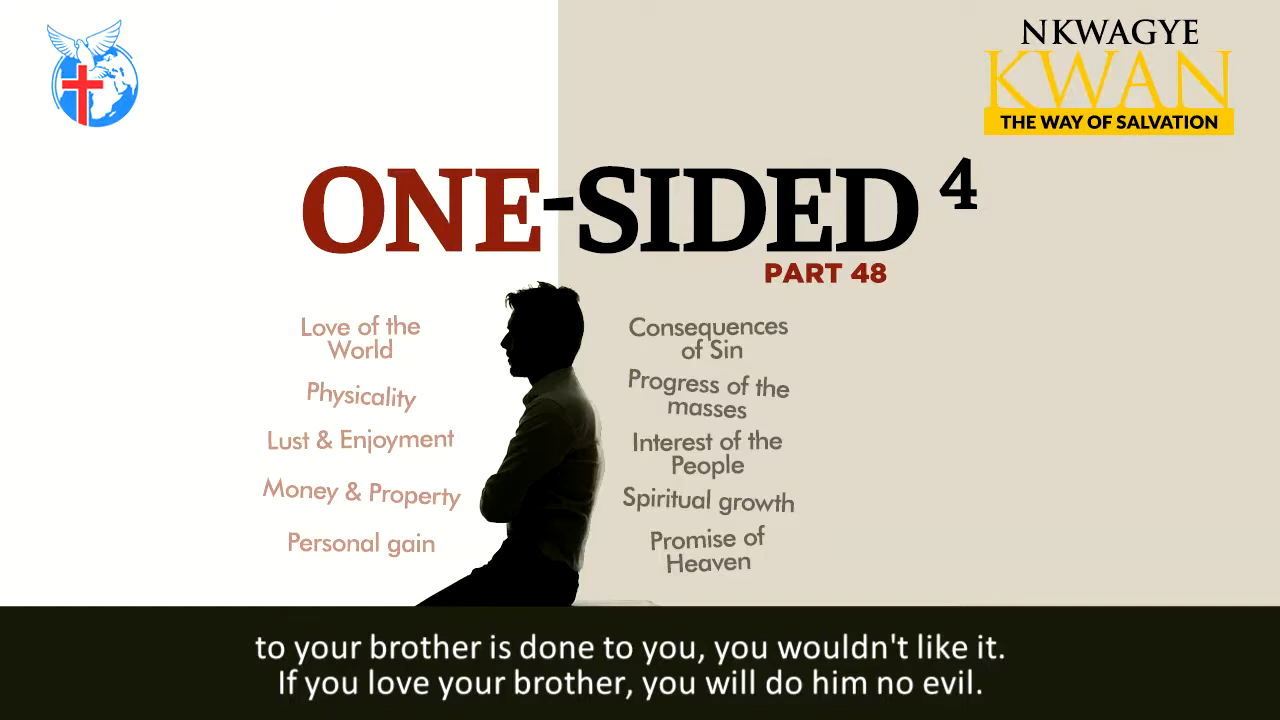 NKWAGYE
KWAN
THE WAY OF SALVATION
ONE-SIDED 4
PART 48
Love of the
World
Physicality
Lust & Enjoyment
Money & Property
Personal gain
Consequences
of Sin
Progress of the
masses
Interest of the
People
Spiritual growth
Promise of
Heaven
to your brother is done to you, you wouldn't like it.
If you love your brother, you will do him no evil.